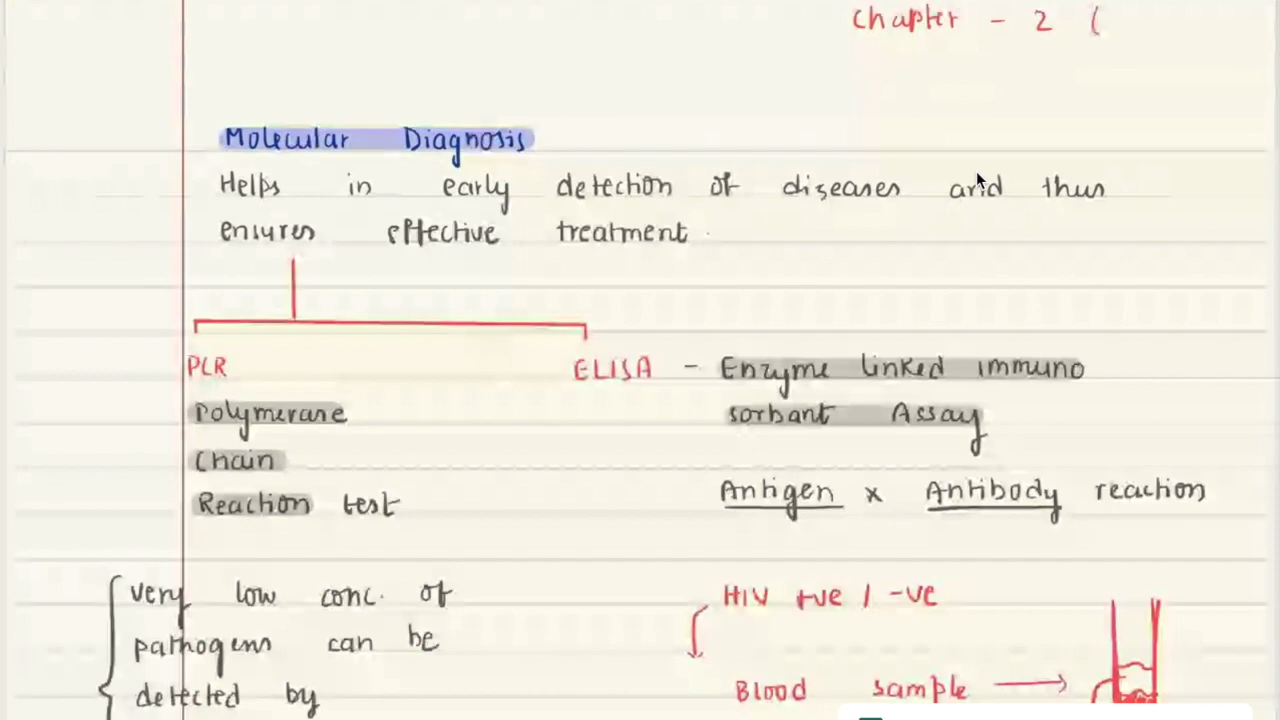 Chapter - 2 (
Molecular Diagnosis
Helps in early detection of diseases and thus
ensures effective treatment.
PCR
Polymerase
Chain
Reaction test
ELISA - Enzyme linked immuno
sorbant Assay
Antigen x Antibody reaction
very low conc. of
pathogens can be
detected by
HIV +ve / -ve
Blood sample →